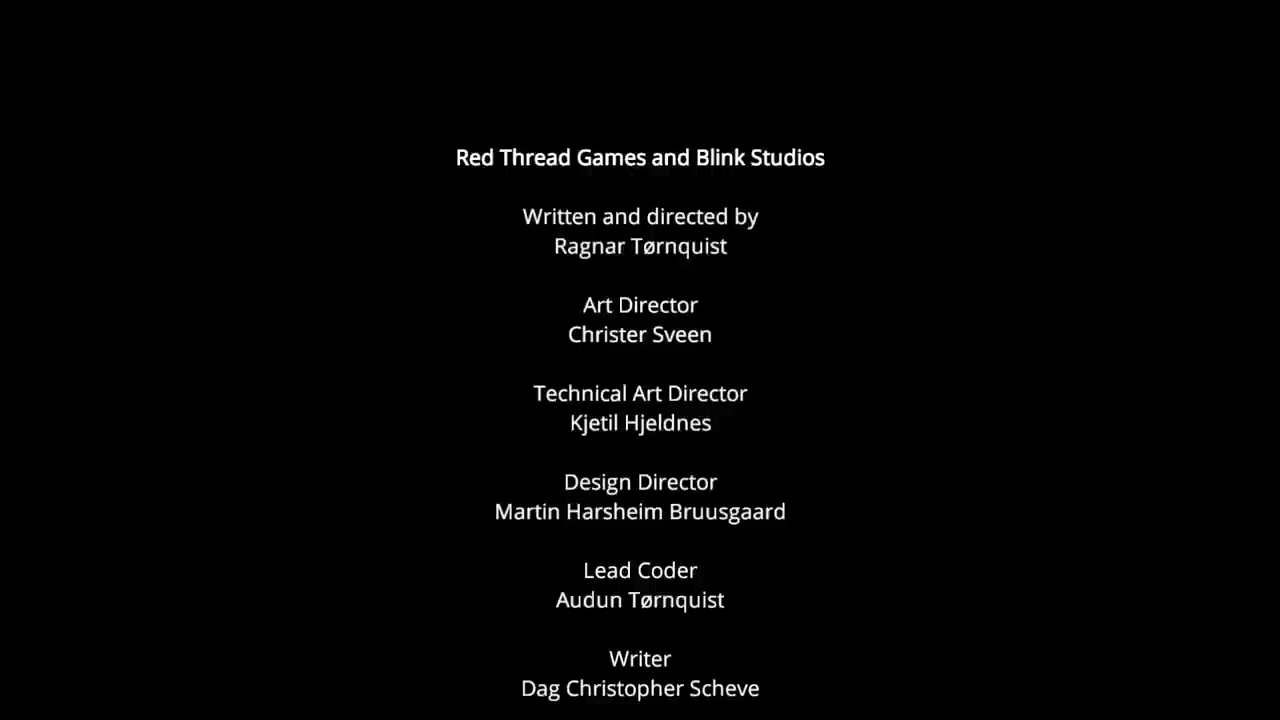 Red Thread Games and Blink Studios
Written and directed by
Ragnar Tørnquist
Art Director
Christer Sveen
Technical Art Director
Kjetil Hjeldnes
Design Director
Martin Harsheim Bruusgaard
Lead Coder
Audun Tørnquist
Writer
Dag Christopher Scheve